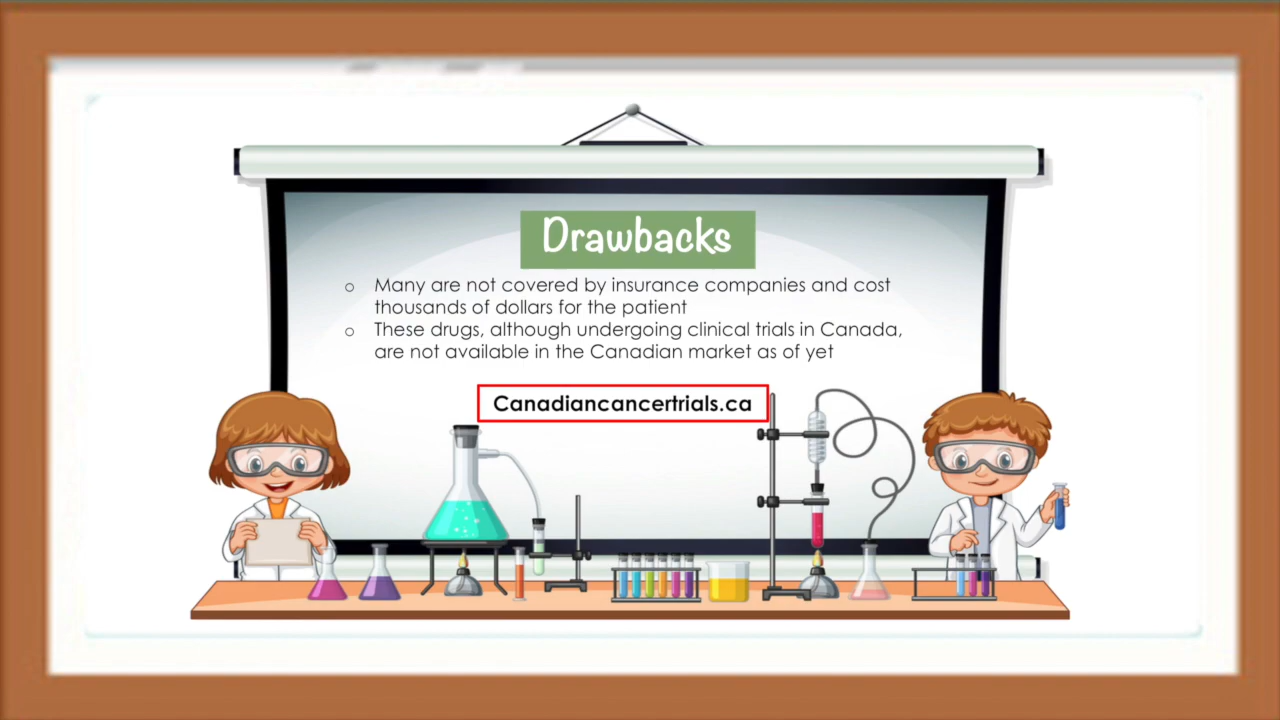 Drawbacks
o Many are not covered by insurance companies and cost
thousands of dollars for the patient
o These drugs, although undergoing clinical trials in Canada,
are not available in the Canadian market as of yet
Canadiancancertrials.ca